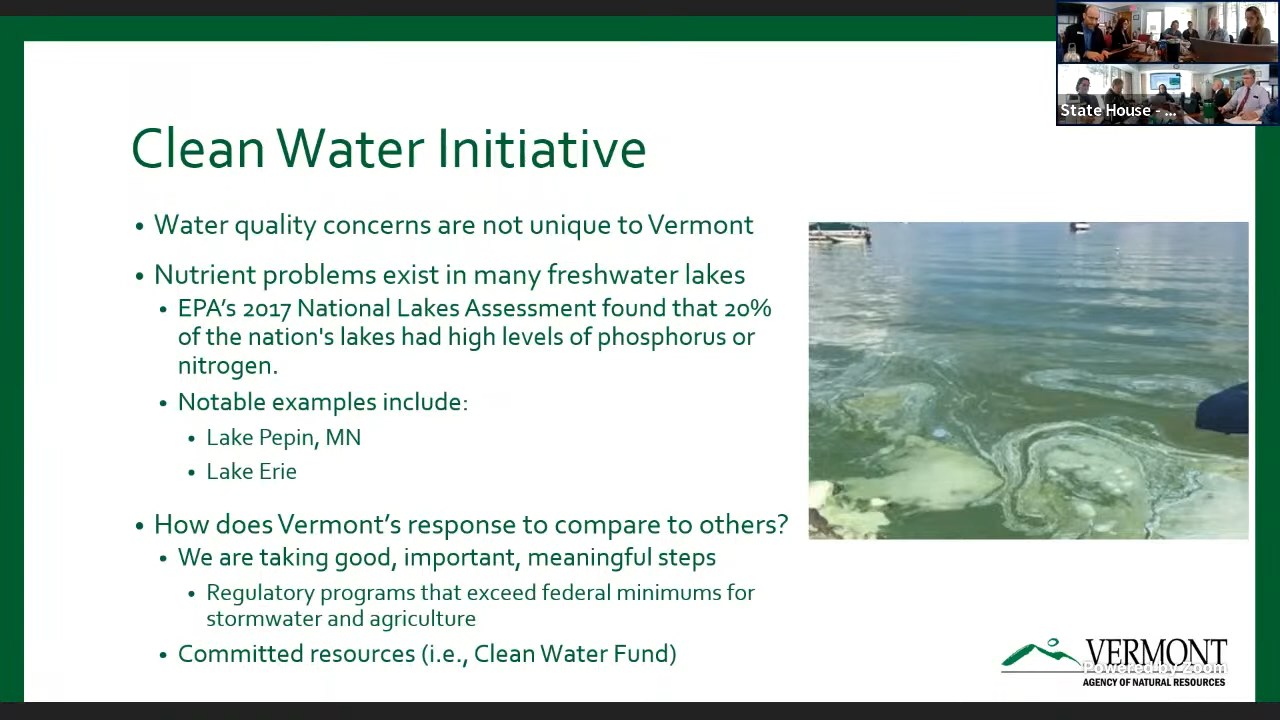 State House - ...
Clean Water Initiative
• Water quality concerns are not unique to Vermont
• Nutrient problems exist in many freshwater lakes
• EPA's 2017 National Lakes Assessment found that 20%
of the nation's lakes had high levels of phosphorus or
nitrogen.
• Notable examples include:
• Lake Pepin, MN
• Lake Erie
• How does Vermont's response to compare to others?
• We are taking good, important, meaningful steps
• Regulatory programs that exceed federal minimums for
stormwater and agriculture
• Committed resources (i.e., Clean Water Fund)
VERMONT
Powered by Zoom
AGENCY OF NATURAL RESOURCES